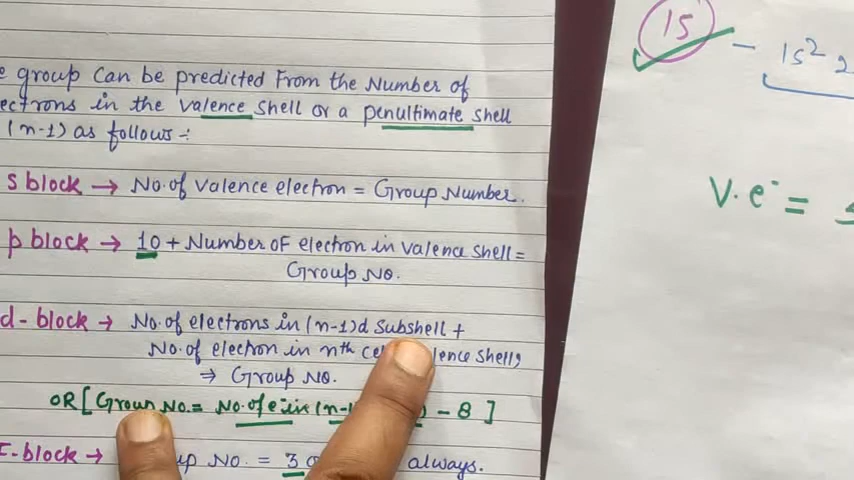 e group can be predicted From the Number of
ectrons in the valence shell or a penultimate shell
(n-1) as follows :-
s block → No. of valence electron = Group Number.
p block → 10 + Number of electron in valence shell =
Group No.
d-block → No. of electrons in (n-1)d Subshell +
No. of electron in nth
⇒ Group No.
OR [Group No. = No. of e⁻ in (n-1 - 8 ]
f-block → up No. = 3 always.
15 - 1s² 2
V.e⁻ =